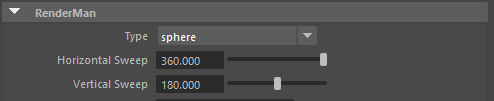 RenderMan
Type sphere
Horizontal Sweep 360.000
Vertical Sweep 180.000